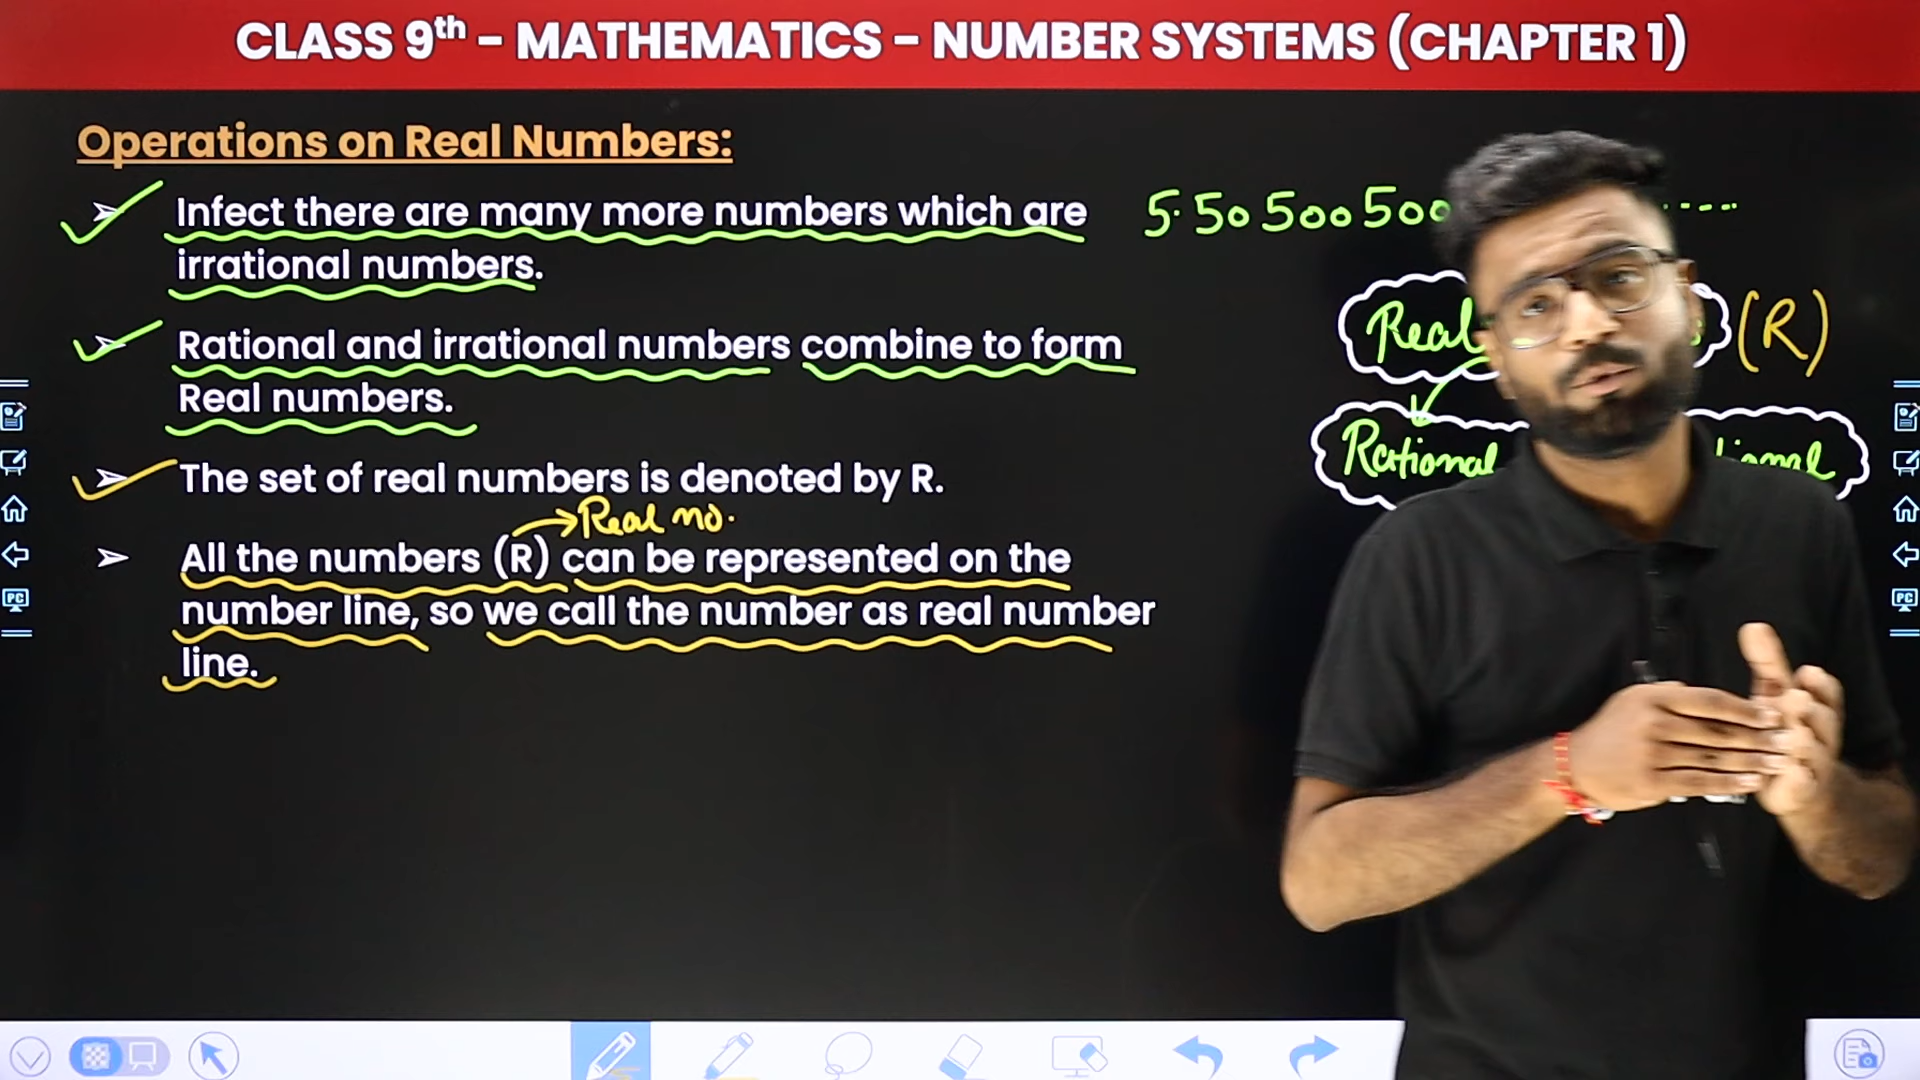 CLASS 9th - MATHEMATICS - NUMBER SYSTEMS (CHAPTER 1)
Operations on Real Numbers:
Infect there are many more numbers which are
irrational numbers.
5.50500500
Rational and irrational numbers combine to form
Real numbers.
Real
(R)
Rational
The set of real numbers is denoted by R.
Real no.
All the numbers (R) can be represented on the
number line, so we call the number as real number
line.
PC
PC